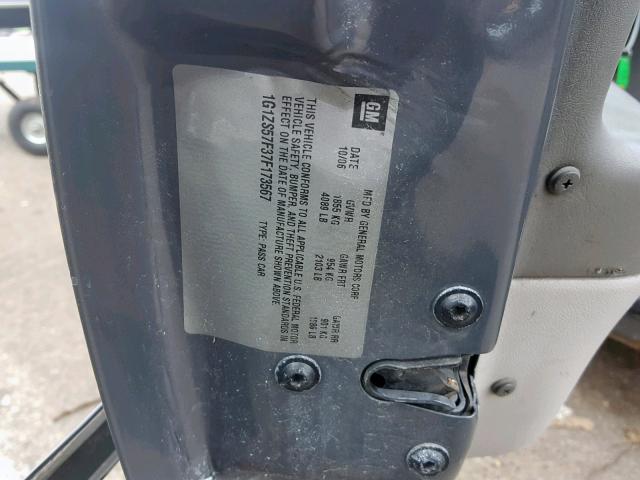 GM
MFD BY GENERAL MOTORS CORP
DATE GVWR GAWR FRT GAWR RR
10/06 1855 KG 954 KG 901 KG
4089 LB 2103 LB 1986 LB
THIS VEHICLE CONFORMS TO ALL APPLICABLE U.S. FEDERAL MOTOR
VEHICLE SAFETY, BUMPER, AND THEFT PREVENTION STANDARDS IN
EFFECT ON THE DATE OF MANUFACTURE SHOWN ABOVE.
1G1ZS57F37F173567 TYPE: PASS CAR